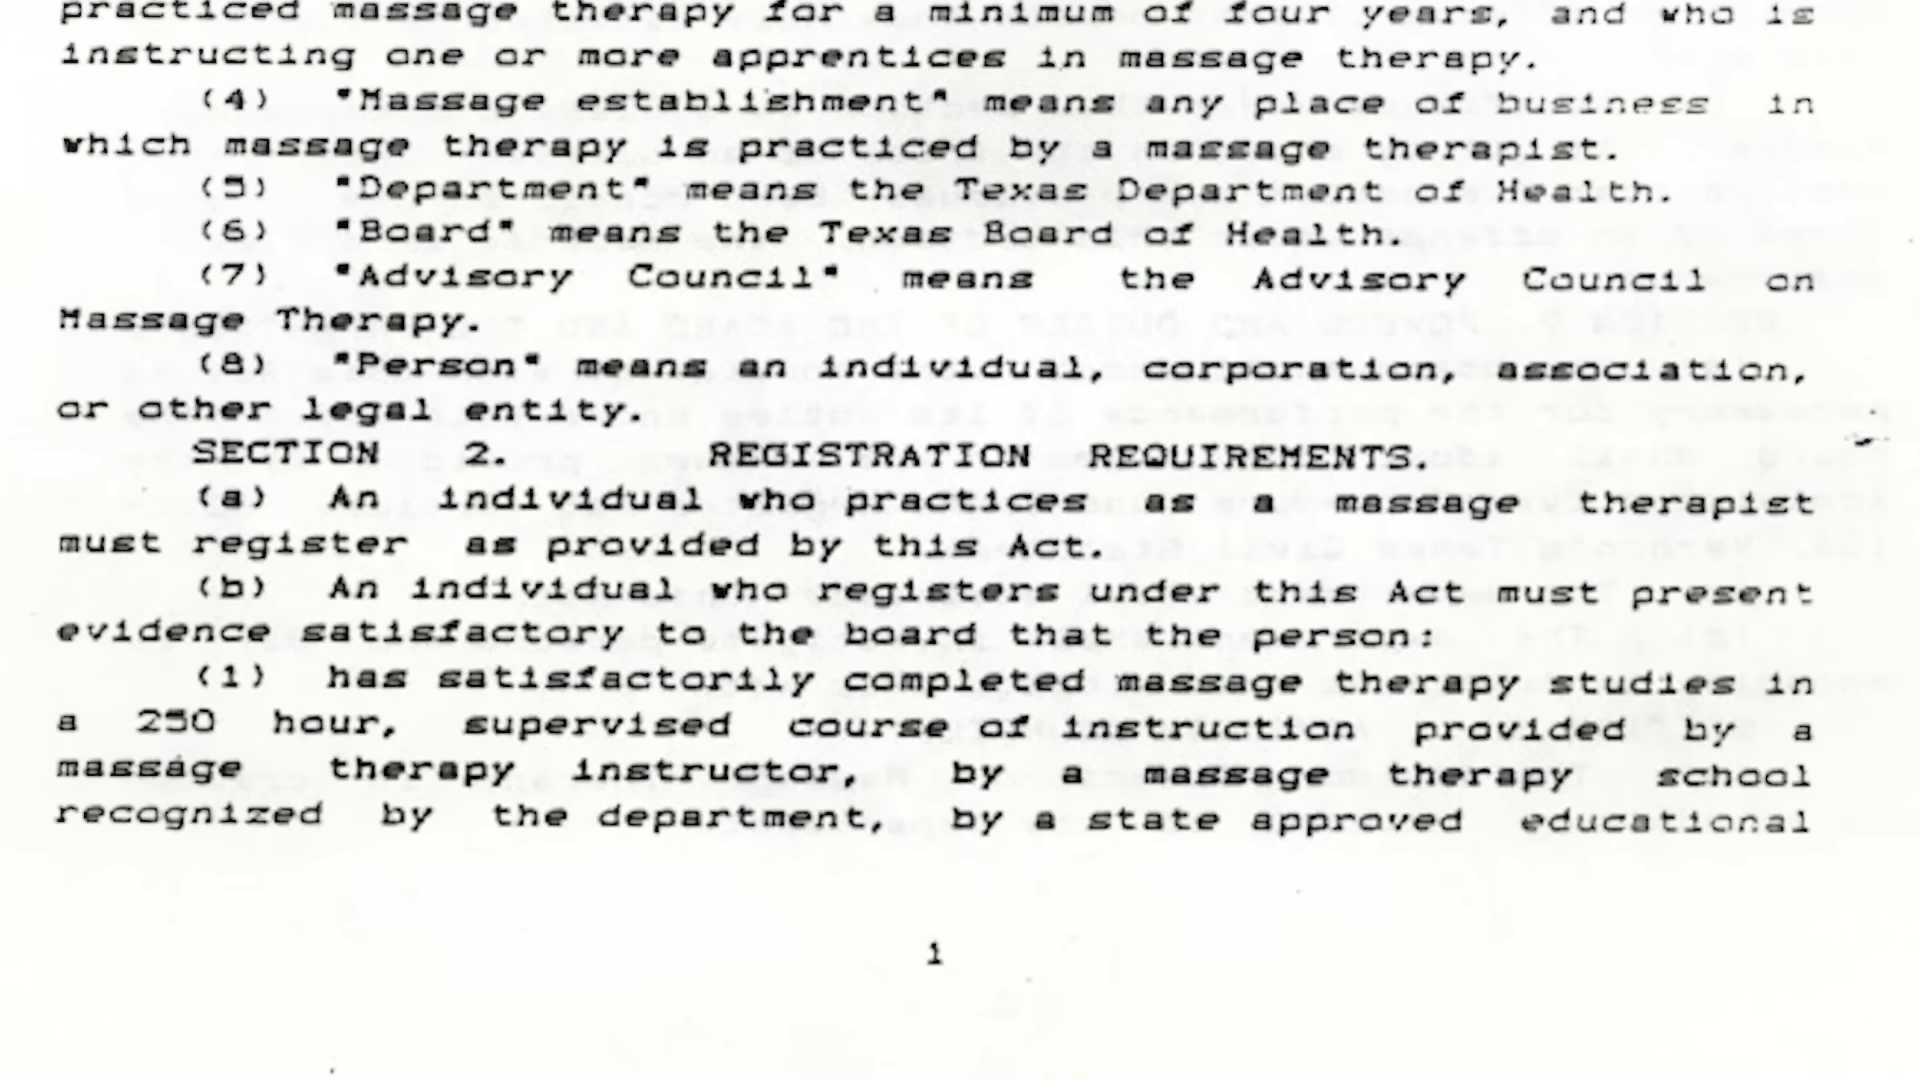 practiced massage therapy for a minimum of four years, and who is
instructing one or more apprentices in massage therapy.
(4) "Massage establishment" means any place of business in
which massage therapy is practiced by a massage therapist.
(5) "Department" means the Texas Department of Health.
(6) "Board" means the Texas Board of Health.
(7) "Advisory Council" means the Advisory Council on
Massage Therapy.
(8) "Person" means an individual, corporation, association,
or other legal entity.
SECTION 2. REGISTRATION REQUIREMENTS.
(a) An individual who practices as a massage therapist
must register as provided by this Act.
(b) An individual who registers under this Act must present
evidence satisfactory to the board that the person:
(1) has satisfactorily completed massage therapy studies in
a 250 hour, supervised course of instruction provided by a
massage therapy instructor, by a massage therapy school
recognized by the department, by a state approved educational
1